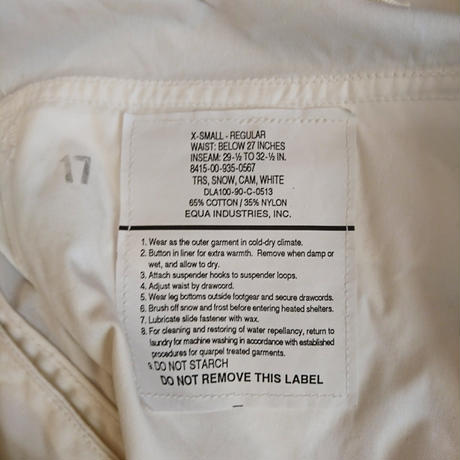 17
X-SMALL - REGULAR
WAIST: BELOW 27 INCHES
INSEAM: 29-½ TO 32-½ IN.
8415-00-935-0567
TRS, SNOW, CAM, WHITE
DLA100-90-C-0513
65% COTTON / 35% NYLON
EQUA INDUSTRIES, INC.
1. Wear as the outer garment in cold-dry climate.
2. Button in liner for extra warmth. Remove when damp or
wet, and allow to dry.
3. Attach suspender hooks to suspender loops.
4. Adjust waist by drawcord.
5. Wear leg bottoms outside footgear and secure drawcords.
6. Brush off snow and frost before entering heated shelters.
7. Lubricate slide fastener with wax.
8. For cleaning and restoring of water repellancy, return to
laundry for machine washing in accordance with established
procedures for quarpel treated garments.
9. DO NOT STARCH
DO NOT REMOVE THIS LABEL